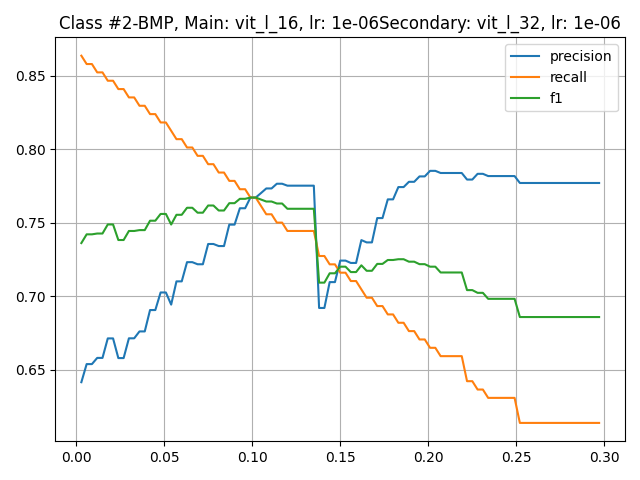 Class #2-BMP, Main: vit_l_16, lr: 1e-06Secondary: vit_l_32, lr: 1e-06
precision
recall
f1
0.85
0.80
0.75
0.70
0.65
0.00 0.05 0.10 0.15 0.20 0.25 0.30